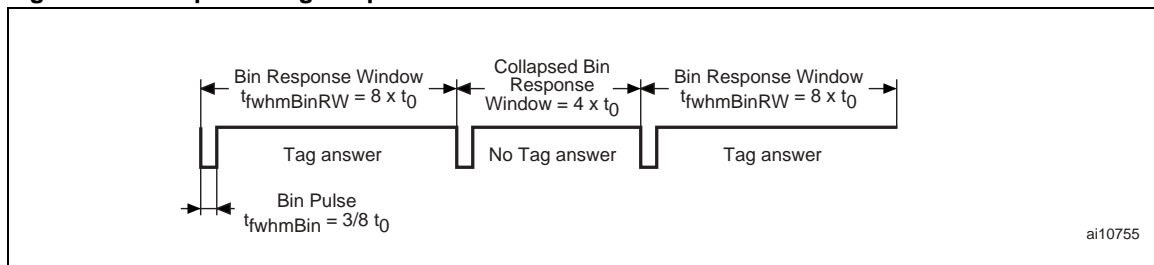 Bin Response Window
tfwhmBinRW = 8 x t0
Collapsed Bin
Response
Window = 4 x t0
Bin Response Window
tfwhmBinRW = 8 x t0
Tag answer
No Tag answer
Tag answer
Bin Pulse
tfwhmBin = 3/8 t0
ai10755